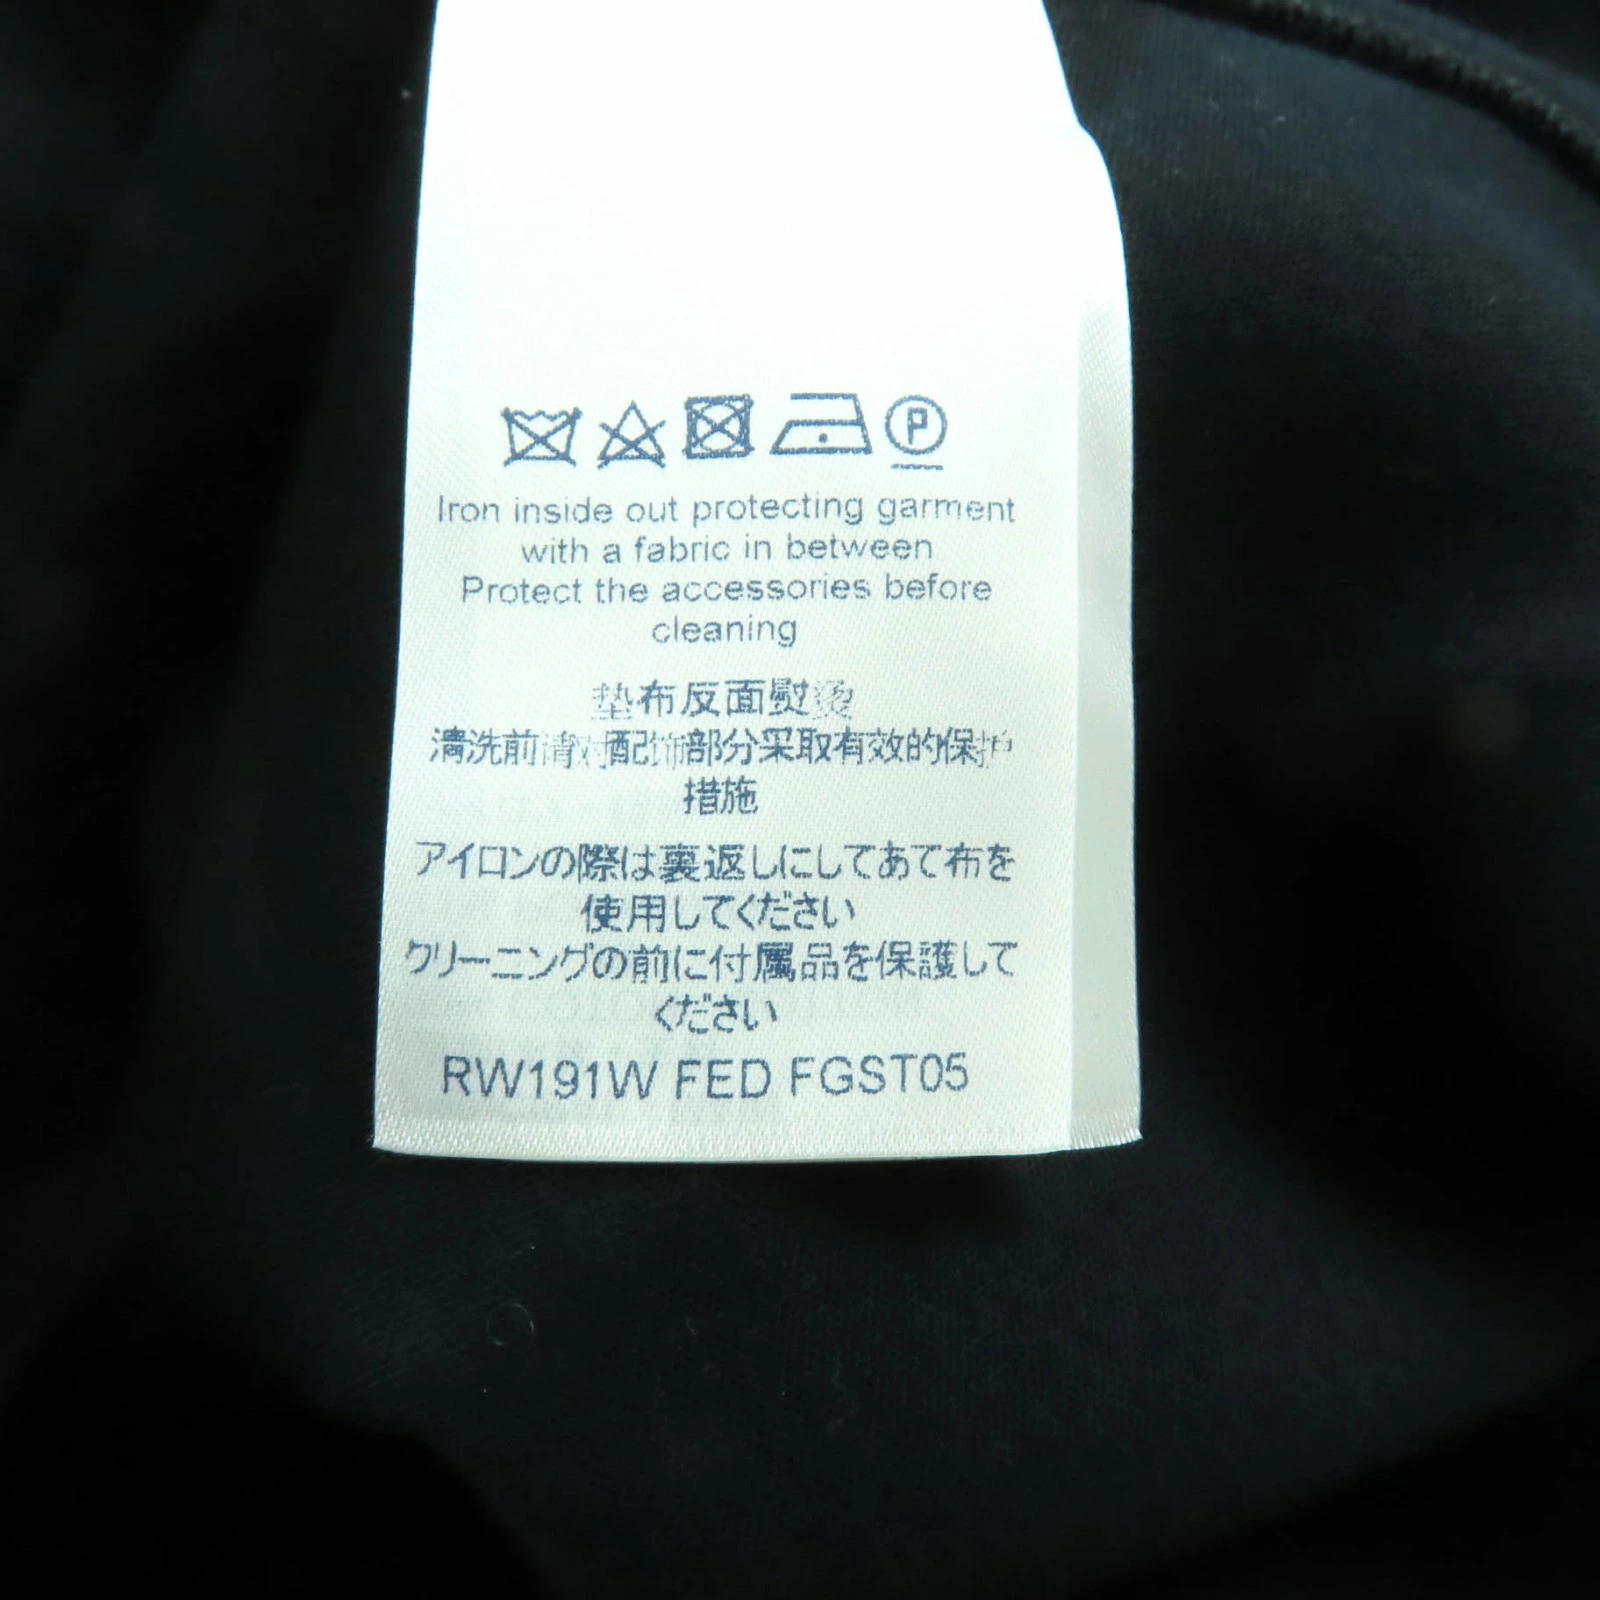 P
Iron inside out protecting garment
with a fabric in between
Protect the accessories before
cleaning
垫布反面熨烫
清洗前请对配饰部分采取有效的保护
措施
アイロンの際は裏返しにしてあて布を
使用してください
クリーニングの前に付属品を保護して
ください
RW191W FED FGST05